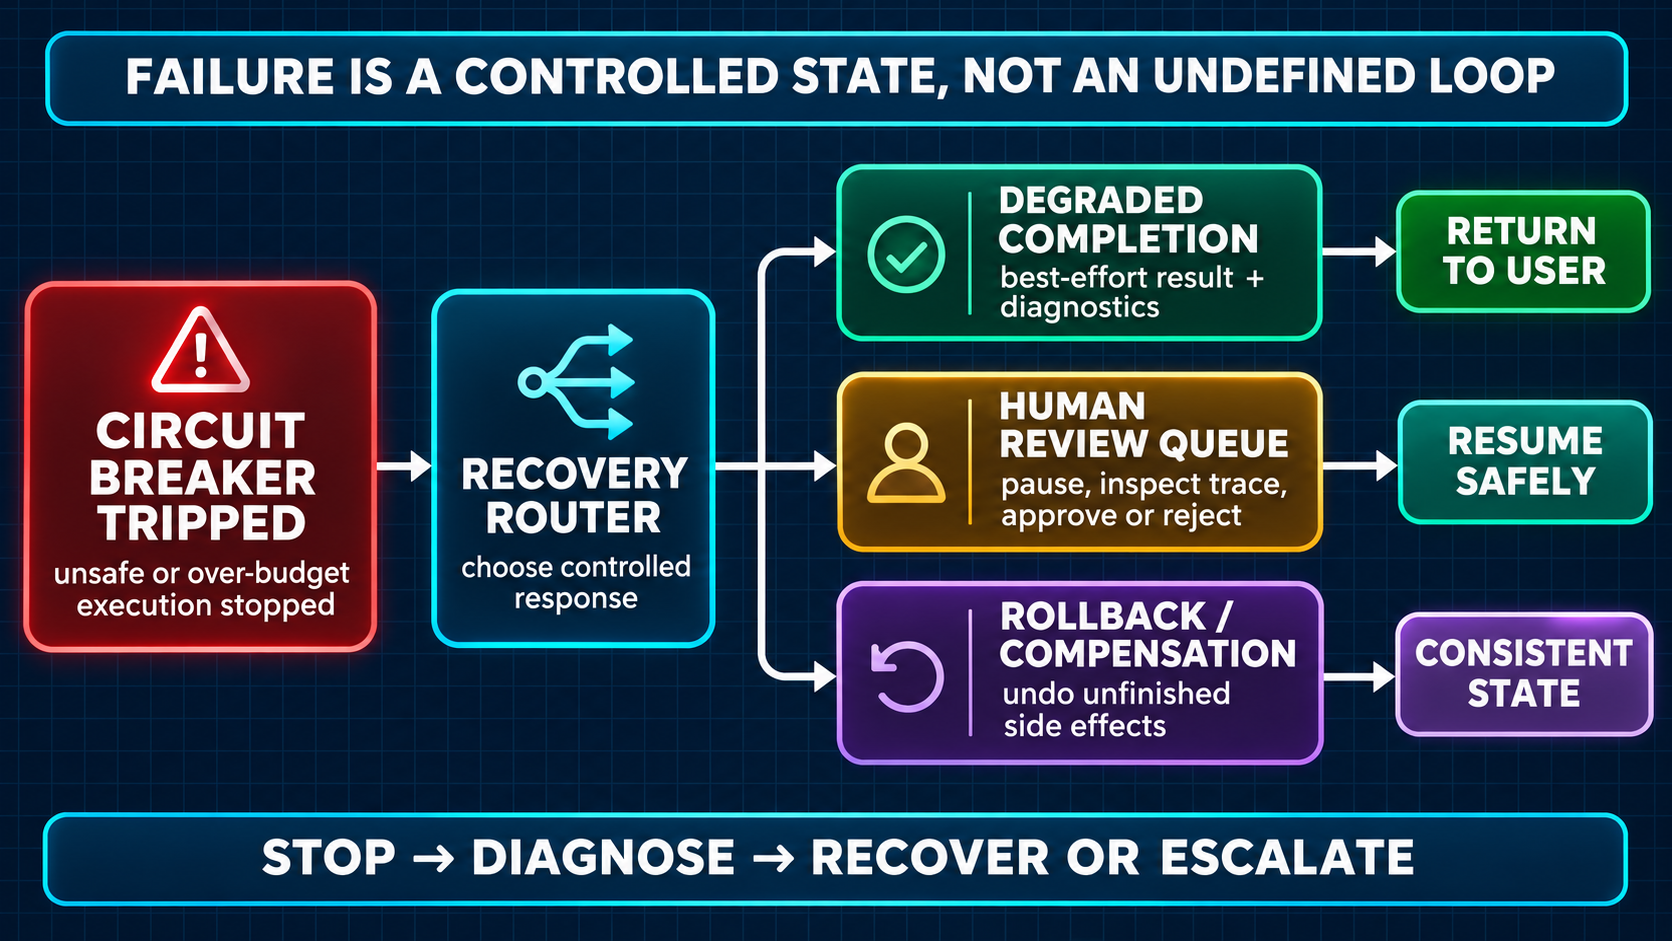 FAILURE IS A CONTROLLED STATE, NOT AN UNDEFINED LOOP
CIRCUIT
BREAKER
TRIPPED
unsafe or over-budget
execution stopped
RECOVERY
ROUTER
choose controlled
response
DEGRADED
COMPLETION
best-effort result +
diagnostics
RETURN
TO USER
HUMAN
REVIEW QUEUE
pause, inspect trace,
approve or reject
RESUME
SAFELY
ROLLBACK /
COMPENSATION
undo unfinished
side effects
CONSISTENT
STATE
STOP → DIAGNOSE → RECOVER OR ESCALATE